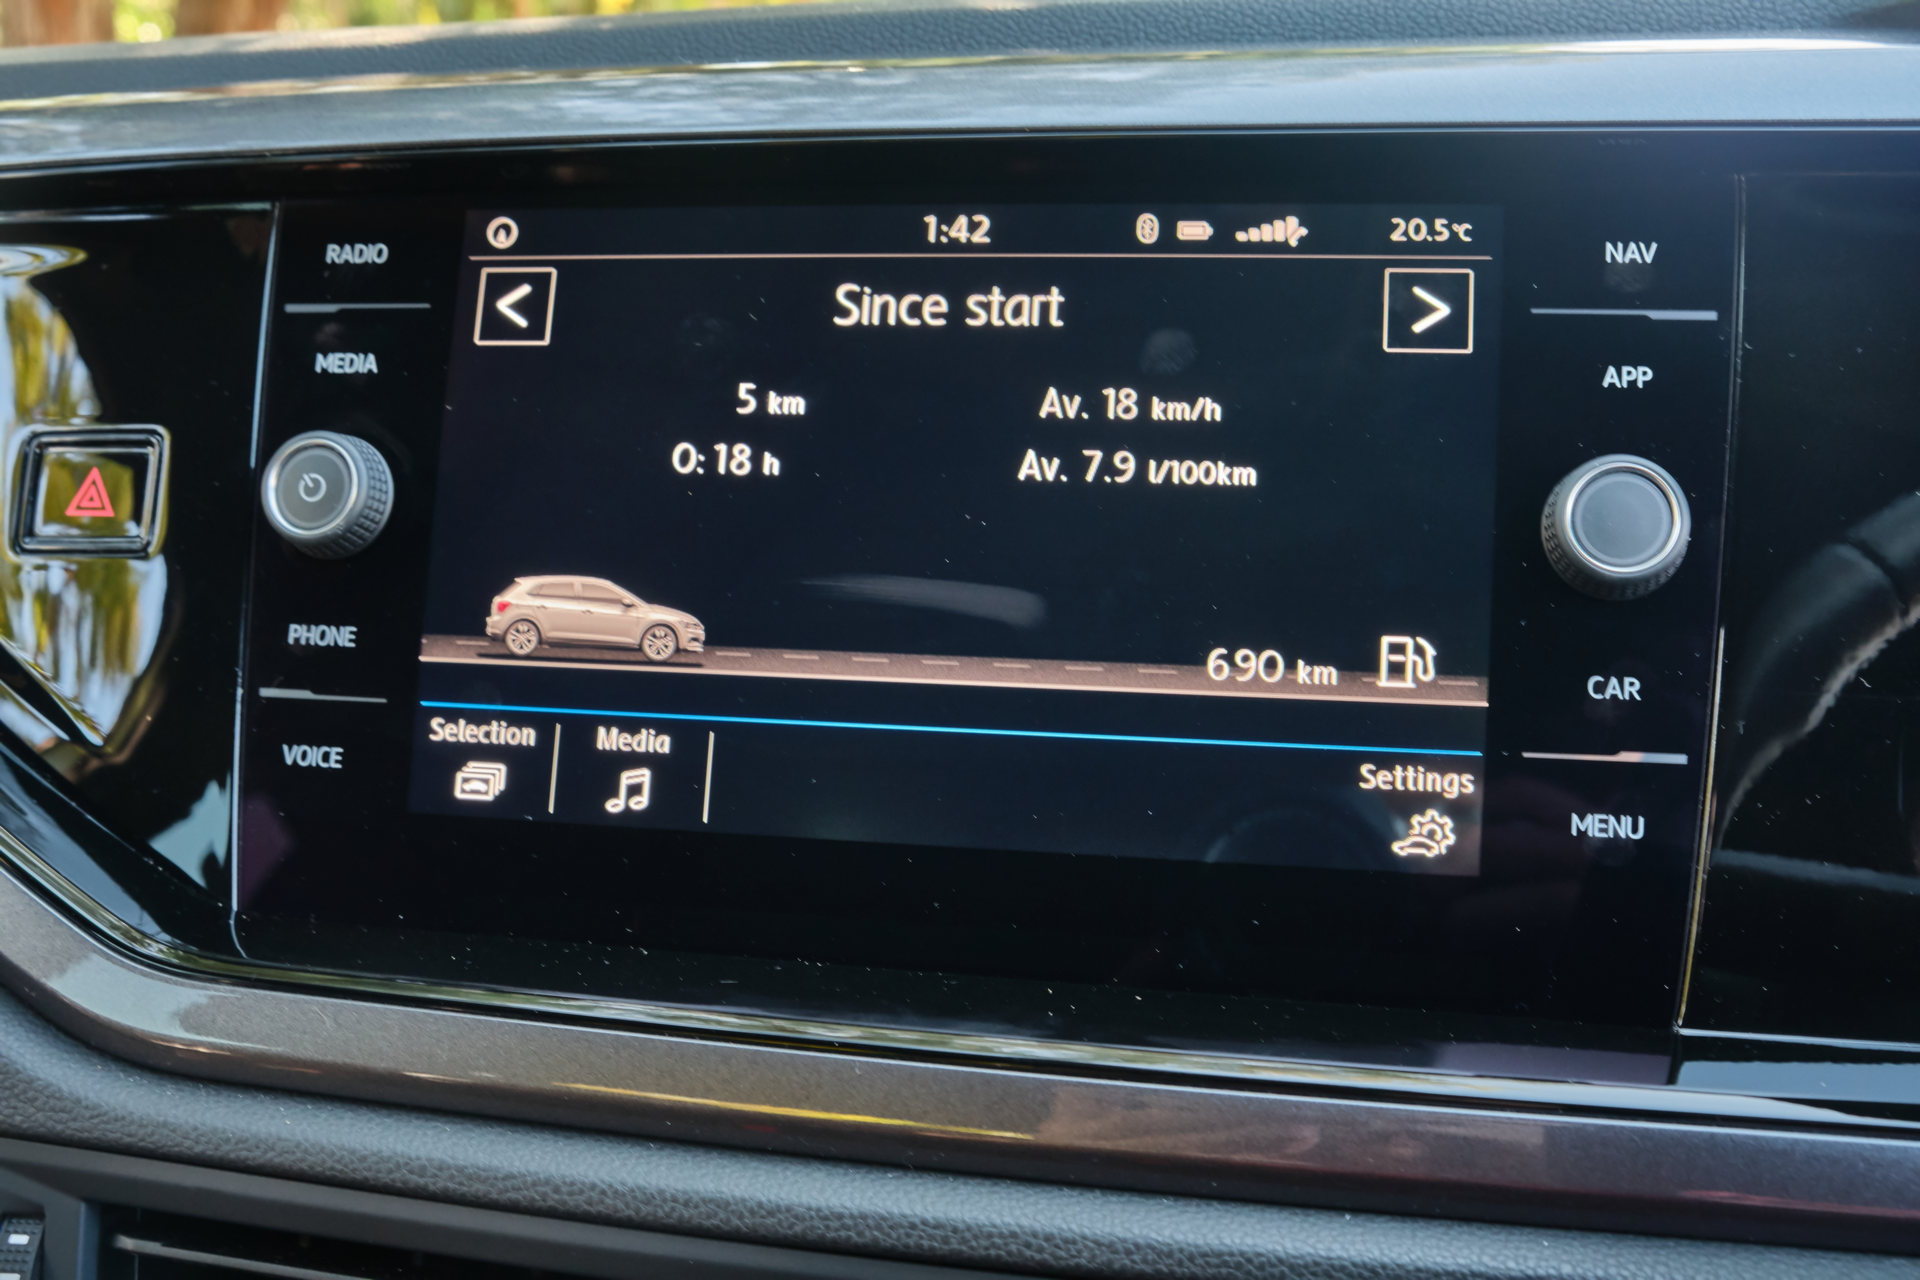 RADIO
MEDIA
PHONE
VOICE
1:42
20.5°C
<
Since start
>
5 km
Av. 18 km/h
0:18 h
Av. 7.9 l/100km
690 km
Selection
Media
Settings
NAV
APP
CAR
MENU